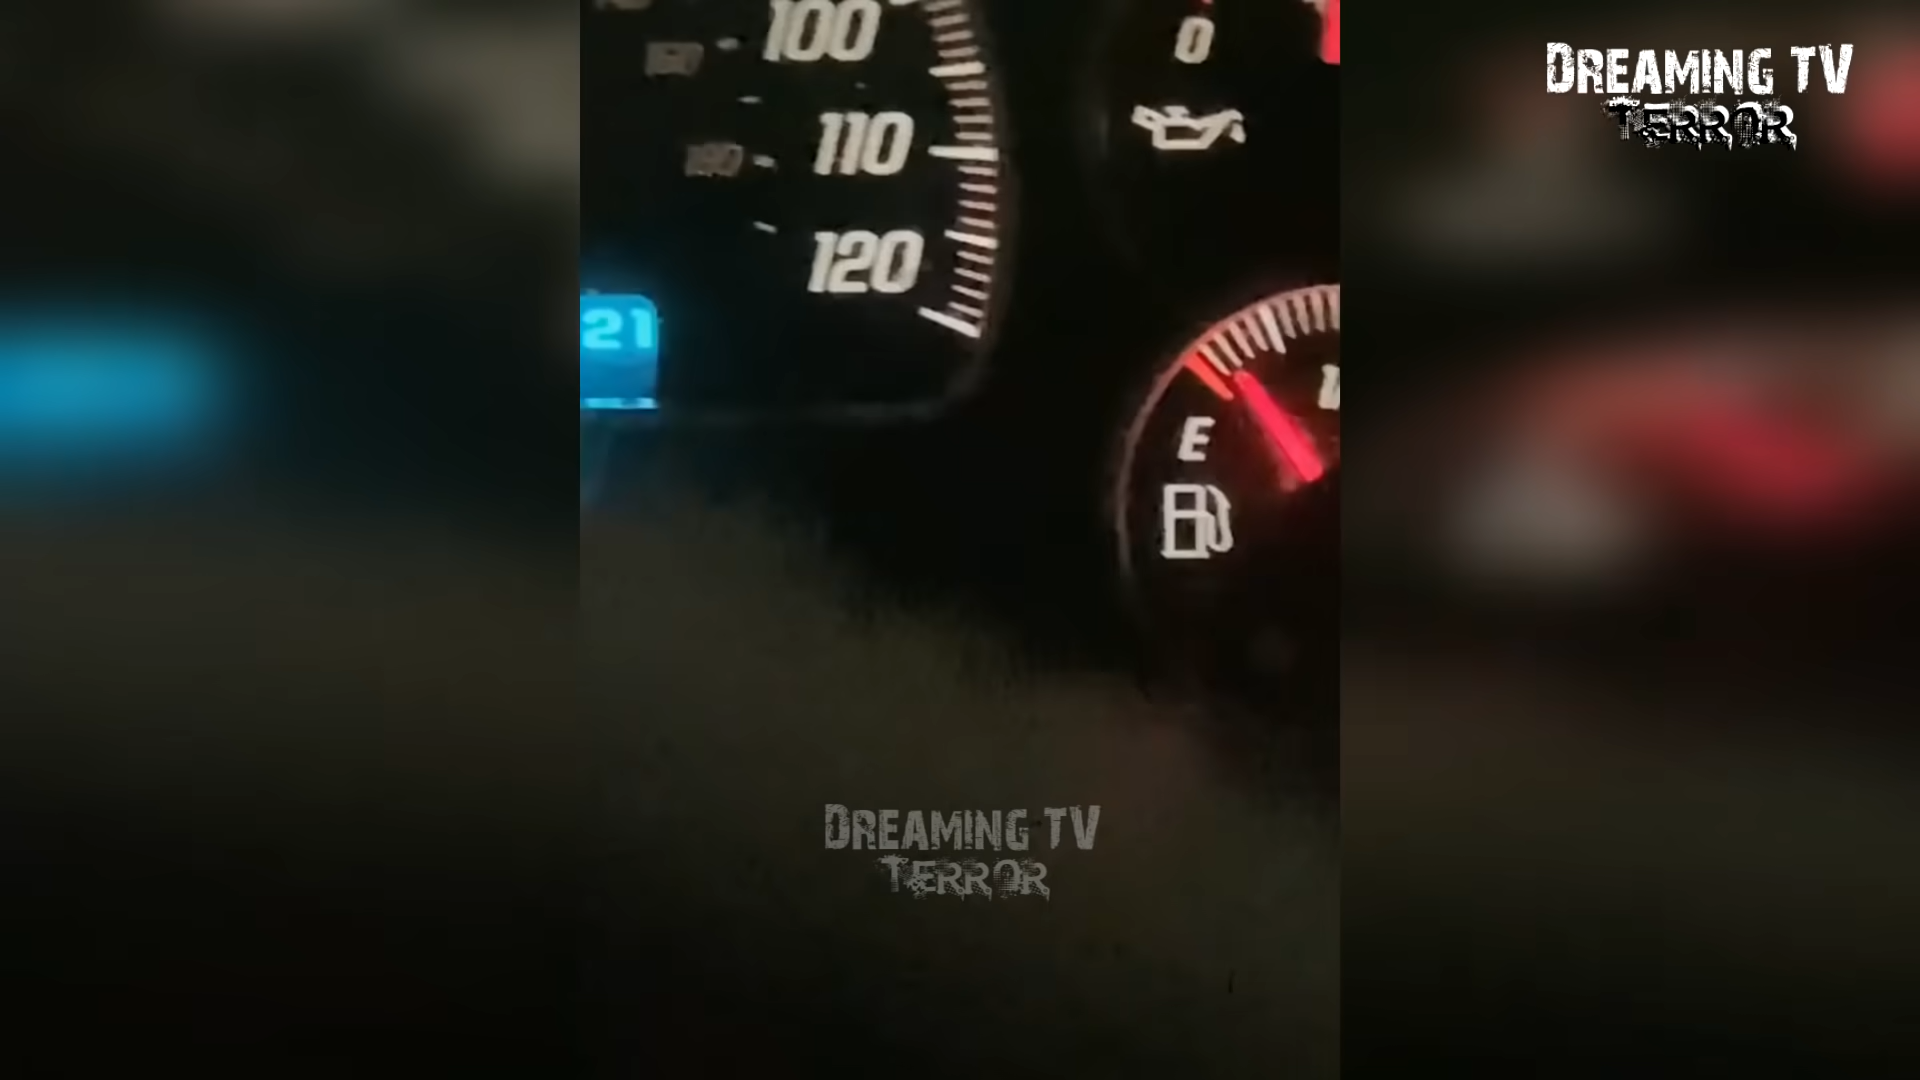 DREAMING TV
TERROR
100
0
110
120
21
E
DREAMING TV
TERROR